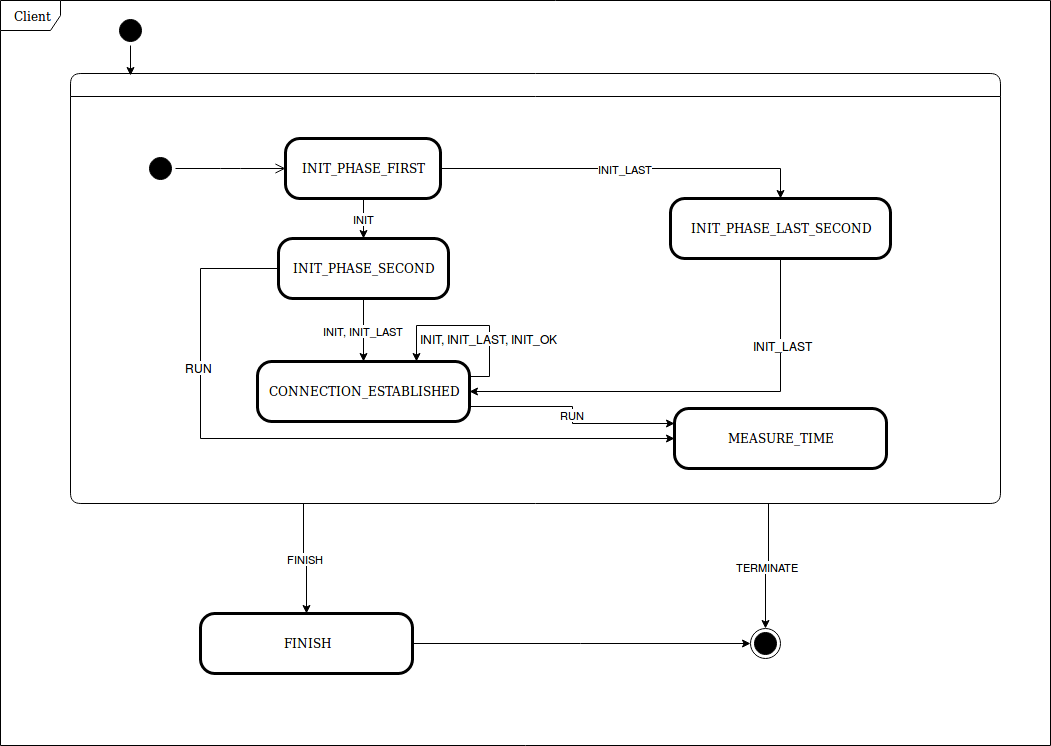 Client
INIT_PHASE_FIRST
INIT_LAST
INIT
INIT_PHASE_LAST_SECOND
INIT_PHASE_SECOND
INIT, INIT_LAST
INIT, INIT_LAST, INIT_OK
INIT_LAST
RUN
CONNECTION_ESTABLISHED
RUN
MEASURE_TIME
FINISH
TERMINATE
FINISH